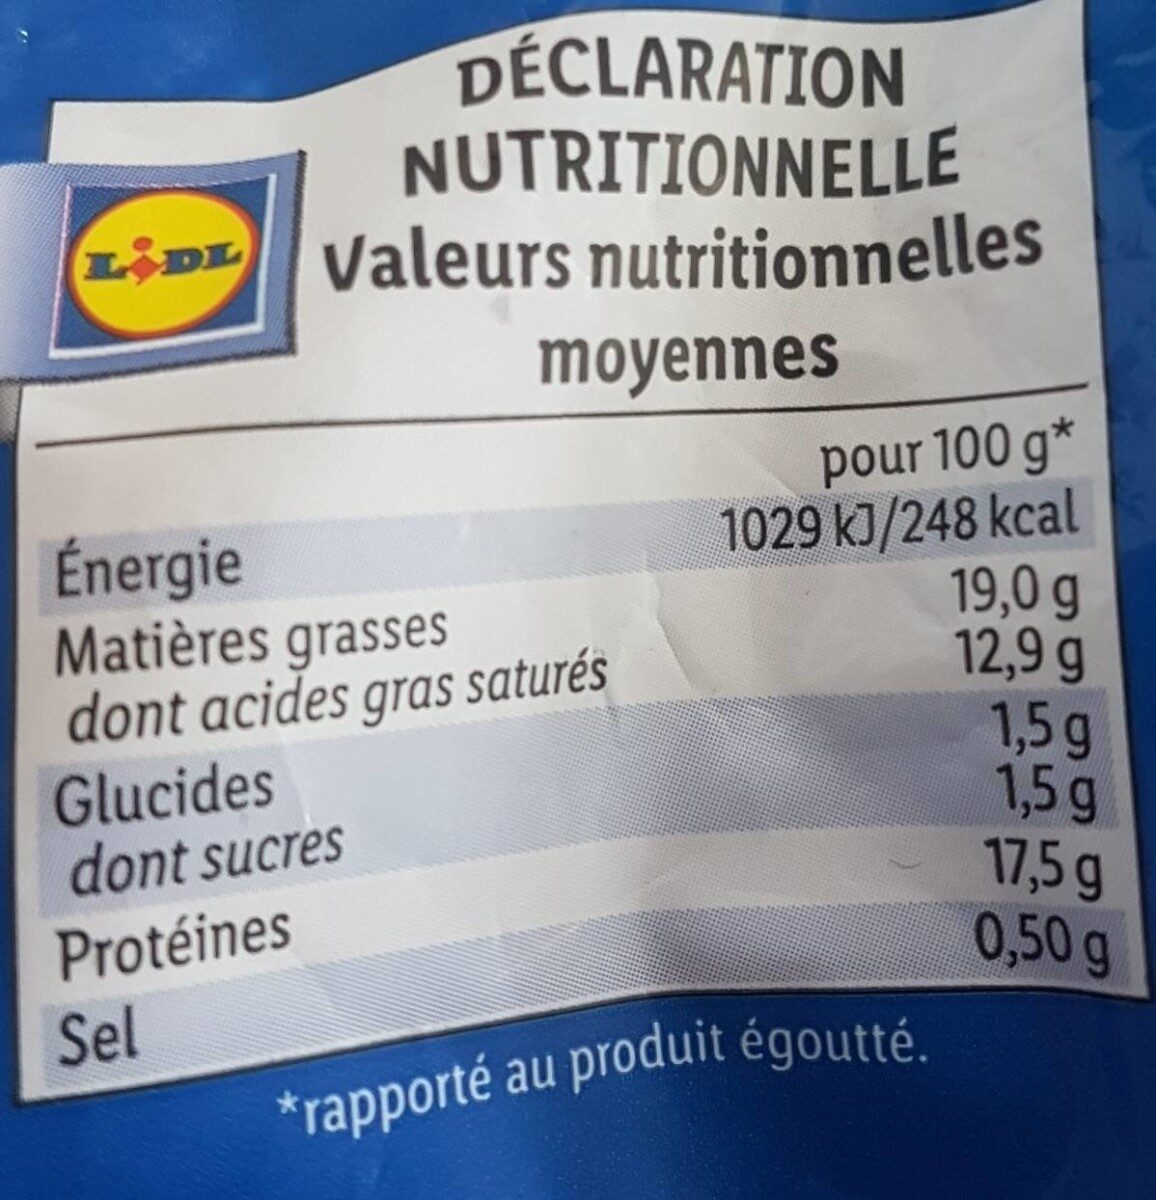 DÉCLARATION
NUTRITIONNELLE
LIDL
Valeurs nutritionnelles
moyennes
pour 100 g*
Énergie 1029 kJ/248 kcal
Matières grasses 19,0 g
dont acides gras saturés 12,9 g
Glucides 1,5 g
dont sucres 1,5 g
Protéines 17,5 g
Sel 0,50 g
*rapporté au produit égoutté.